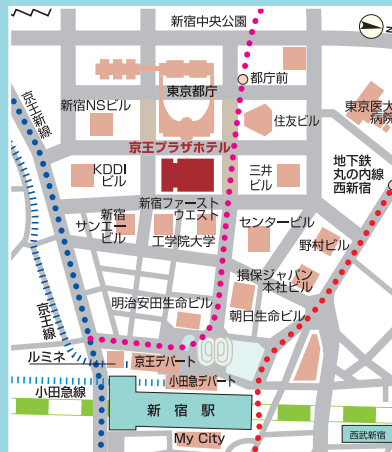 新宿中央公園
N
都庁前
京王新線
東京都庁
新宿NSビル
住友ビル
東京医大
病院
京王プラザホテル
地下鉄
丸の内線
西新宿
KDDI
ビル
三井
ビル
新宿ファースト
ウエスト
新宿
サンエー
ビル
工学院大学
センタービル
野村ビル
損保ジャパン
本社ビル
京王線
明治安田生命ビル
朝日生命ビル
ルミネ
京王デパート
小田急デパート
小田急線
新宿駅
My City
西武新宿